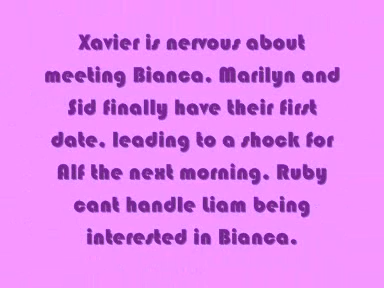 Xavier is nervous about
meeting Bianca. Marilyn and
Sid finally have their first
date, leading to a shock for
Alf the next morning. Ruby
cant handle Liam being
interested in Bianca.